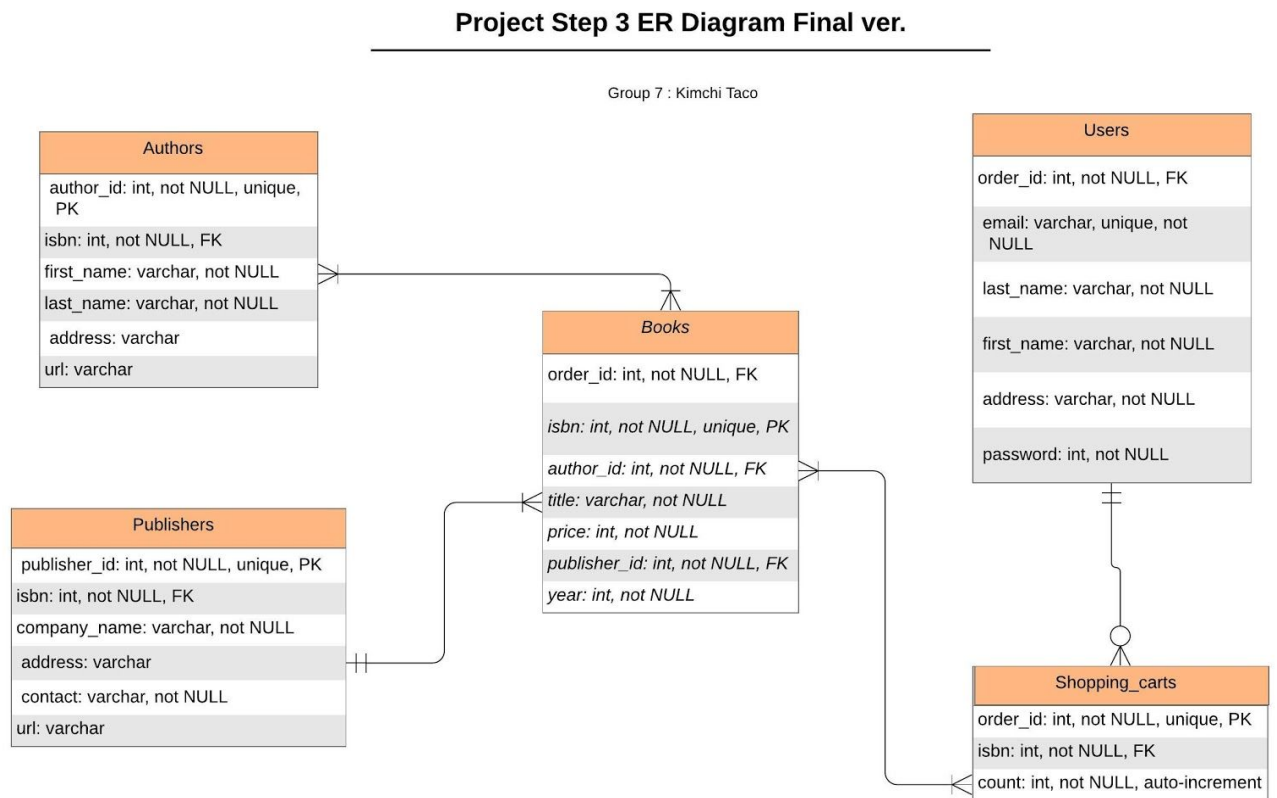 Project Step 3 ER Diagram Final ver.
Group 7 : Kimchi Taco
Authors
author_id: int, not NULL, unique,
PK
isbn: int, not NULL, FK
first_name: varchar, not NULL
last_name: varchar, not NULL
address: varchar
url: varchar
Publishers
publisher_id: int, not NULL, unique, PK
isbn: int, not NULL, FK
company_name: varchar, not NULL
address: varchar
contact: varchar, not NULL
url: varchar
Books
order_id: int, not NULL, FK
isbn: int, not NULL, unique, PK
author_id: int, not NULL, FK
title: varchar, not NULL
price: int, not NULL
publisher_id: int, not NULL, FK
year: int, not NULL
Users
order_id: int, not NULL, FK
email: varchar, unique, not
NULL
last_name: varchar, not NULL
first_name: varchar, not NULL
address: varchar, not NULL
password: int, not NULL
Shopping_carts
order_id: int, not NULL, unique, PK
isbn: int, not NULL, FK
count: int, not NULL, auto-increment